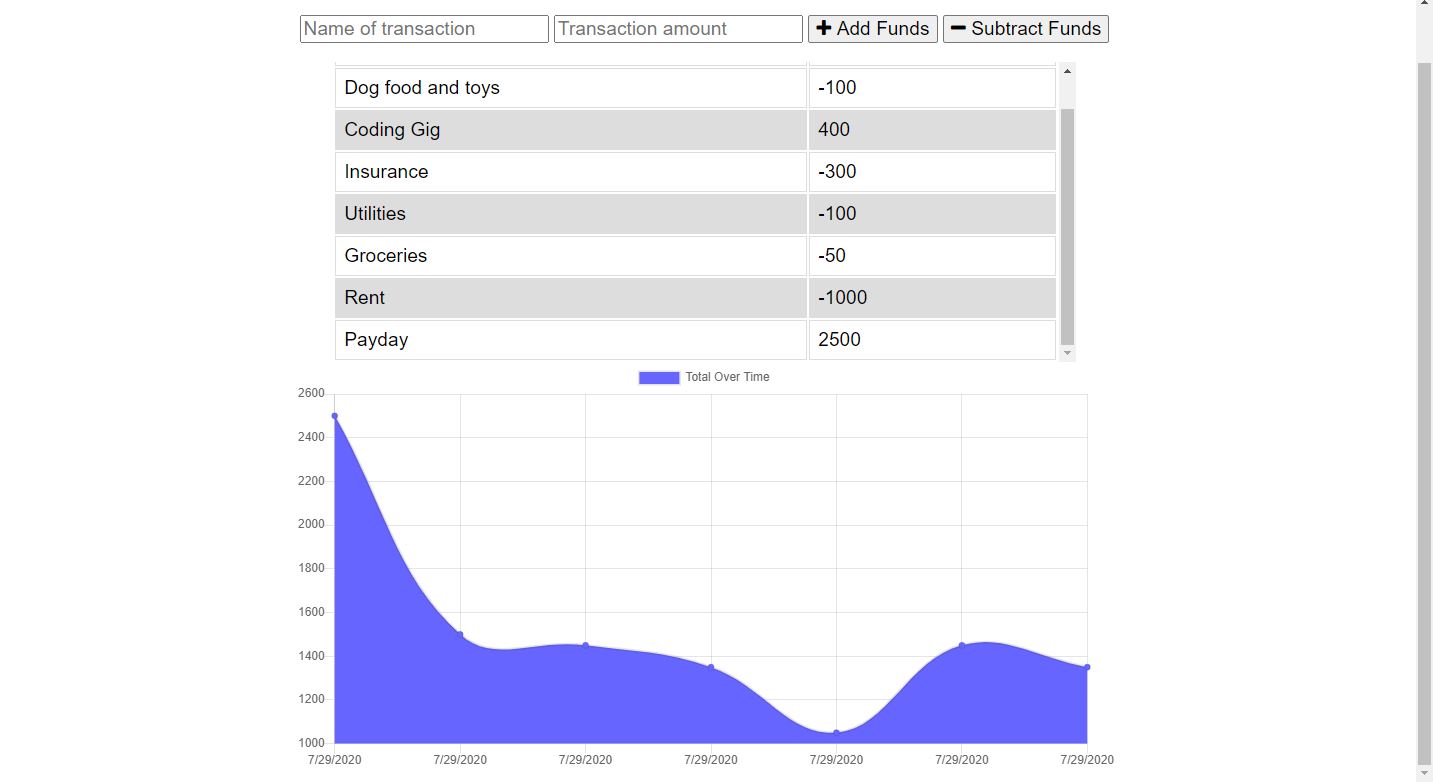 Name of transaction Transaction amount Add Funds Subtract Funds
Dog food and toys -100
Coding Gig 400
Insurance -300
Utilities -100
Groceries -50
Rent -1000
Payday 2500
Total Over Time
2600
2400
2200
2000
1800
1600
1400
1200
1000
7/29/2020 7/29/2020 7/29/2020 7/29/2020 7/29/2020 7/29/2020 7/29/2020